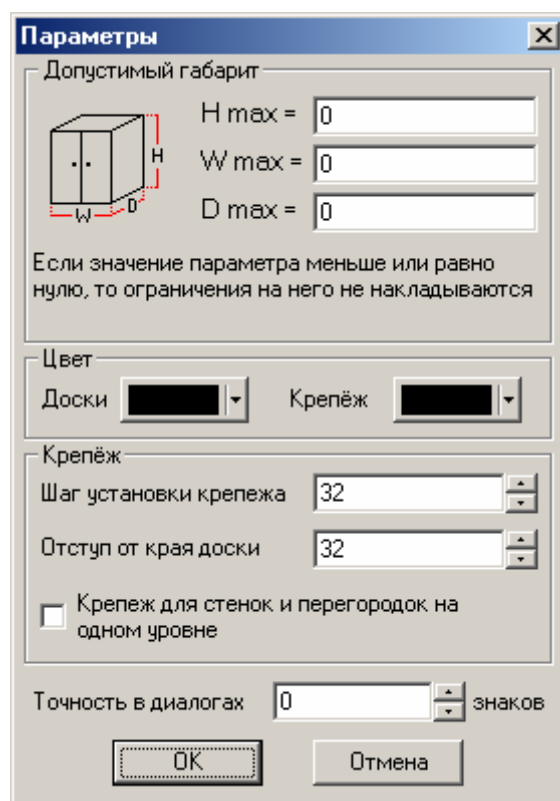 Параметры
Допустимый габарит
H max = 0
W max = 0
D max = 0
H
D
W
Если значение параметра меньше или равно
нулю, то ограничения на него не накладываются
Цвет
Доски Крепёж
Крепёж
Шаг установки крепежа 32
Отступ от края доски 32
Крепеж для стенок и перегородок на
одном уровне
Точность в диалогах 0 знаков
OK Отмена